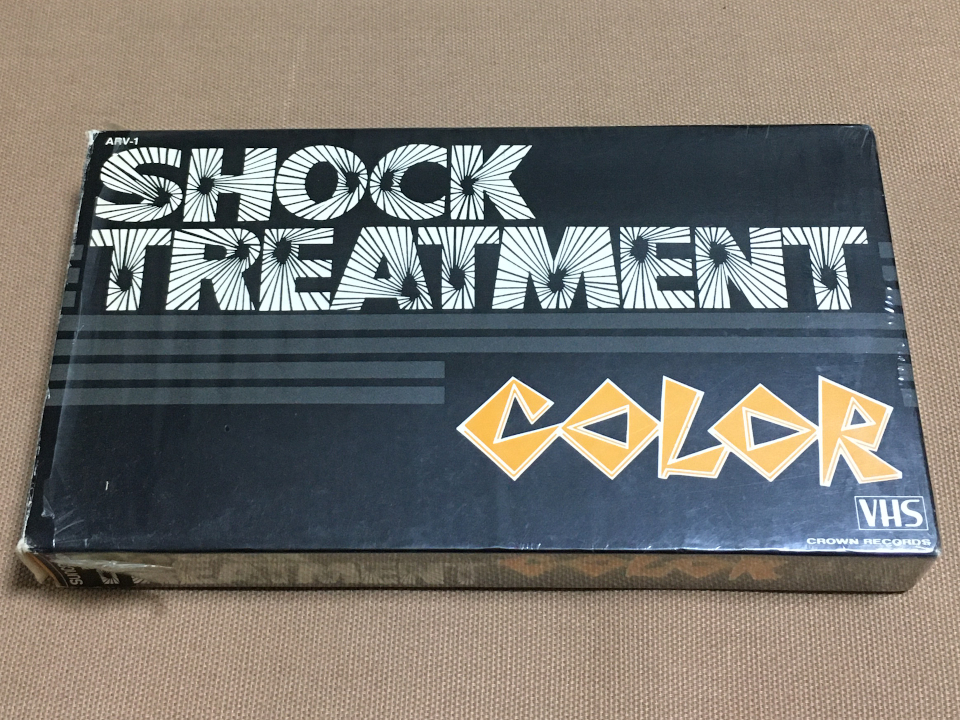 ARV-1
SHOCK
TREATMENT
COLOR
VHS
CROWN RECORDS
TREATMENT COLOR